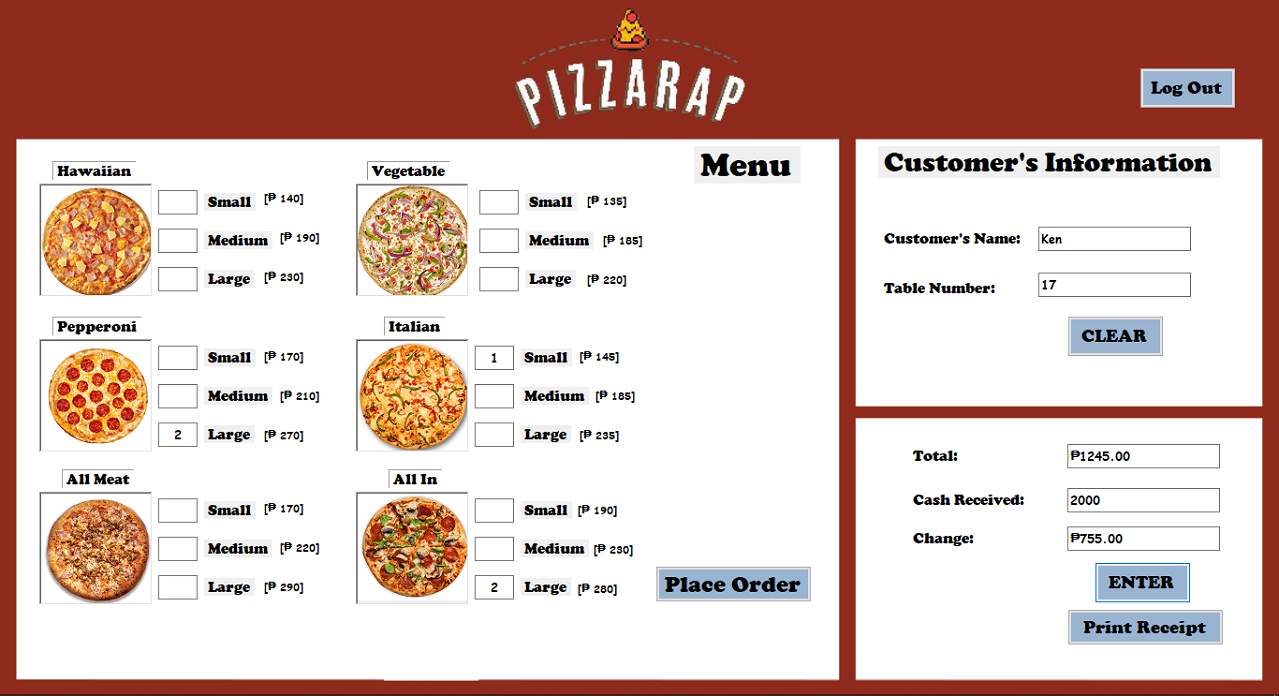 PIZZARAP
Log Out
Menu
Hawaiian
Small [₱ 140]
Medium [₱ 190]
Large [₱ 230]
Vegetable
Small [₱ 135]
Medium [₱ 185]
Large [₱ 220]
Pepperoni
Small [₱ 170]
Medium [₱ 210]
2 Large [₱ 270]
Italian
1 Small [₱ 145]
Medium [₱ 185]
Large [₱ 235]
All Meat
Small [₱ 170]
Medium [₱ 220]
Large [₱ 290]
All In
Small [₱ 190]
Medium [₱ 230]
2 Large [₱ 280]
Place Order
Customer's Information
Customer's Name: Ken
Table Number: 17
CLEAR
Total: ₱1245.00
Cash Received: 2000
Change: ₱755.00
ENTER
Print Receipt